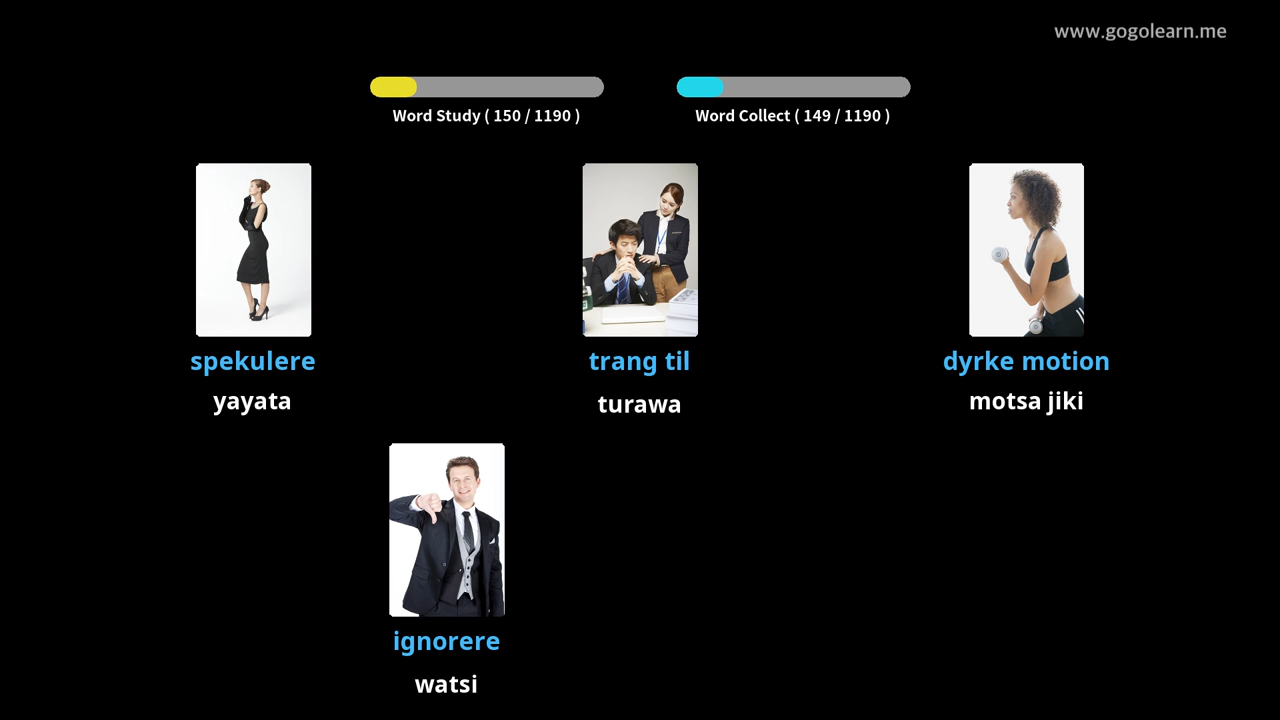 www.gogolearn.me
Word Study ( 150 / 1190 )
Word Collect ( 149 / 1190 )
spekulere
yayata
trang til
turawa
dyrke motion
motsa jiki
ignorere
watsi